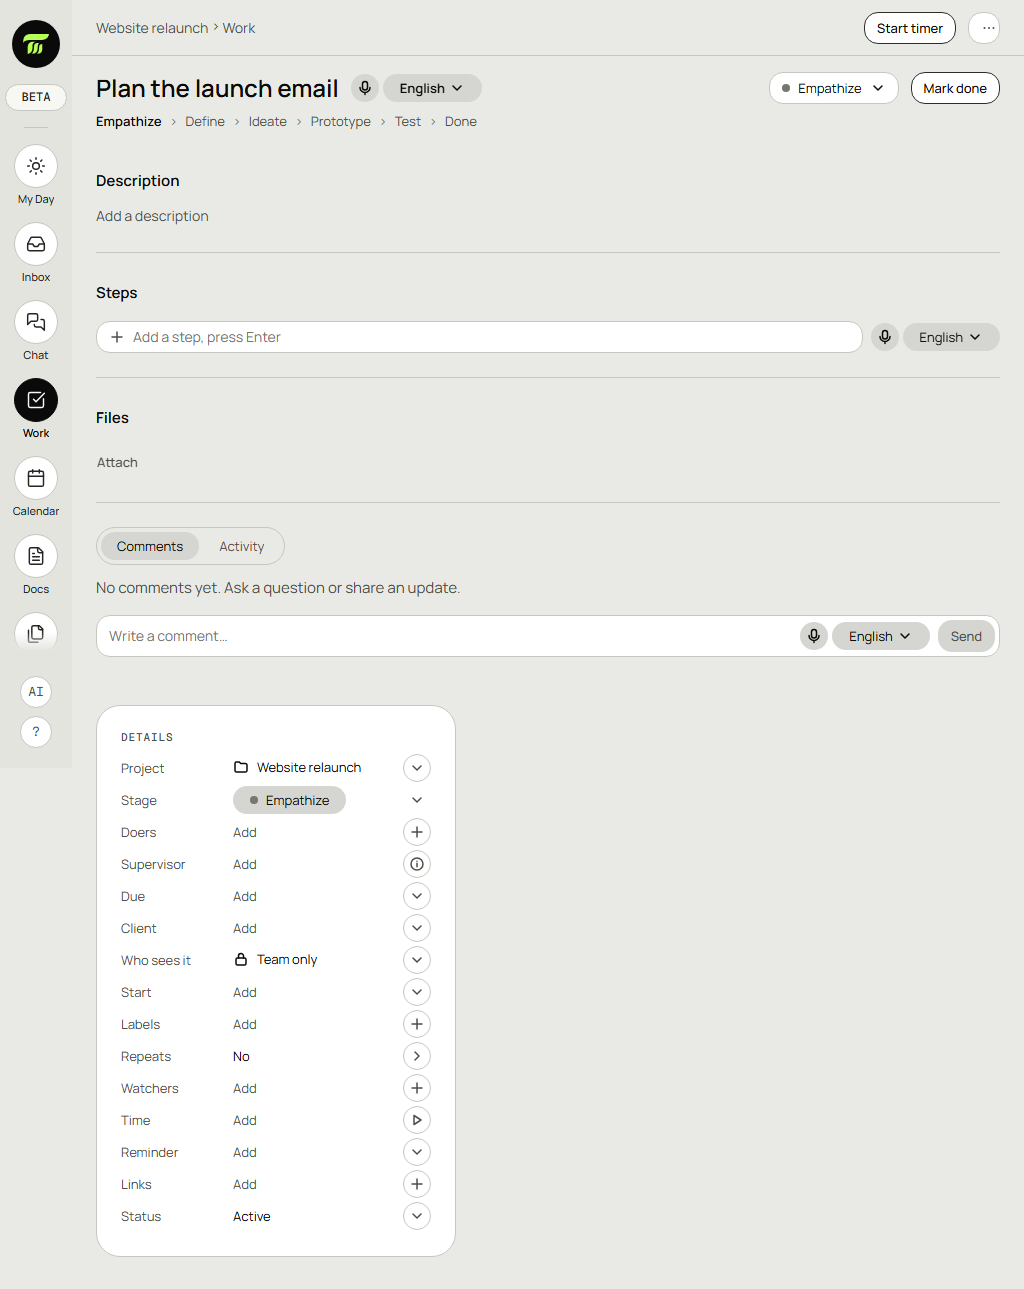 Website relaunch > Work
Start timer
...
BETA
My Day
Inbox
Chat
Work
Calendar
Docs
AI
?
Plan the launch email
English
Empathize
Mark done
Empathize > Define > Ideate > Prototype > Test > Done
Description
Add a description
Steps
Add a step, press Enter
English
Files
Attach
Comments
Activity
No comments yet. Ask a question or share an update.
Write a comment...
English
Send
DETAILS
Project Website relaunch
Stage Empathize
Doers Add
Supervisor Add
Due Add
Client Add
Who sees it Team only
Start Add
Labels Add
Repeats No
Watchers Add
Time Add
Reminder Add
Links Add
Status Active